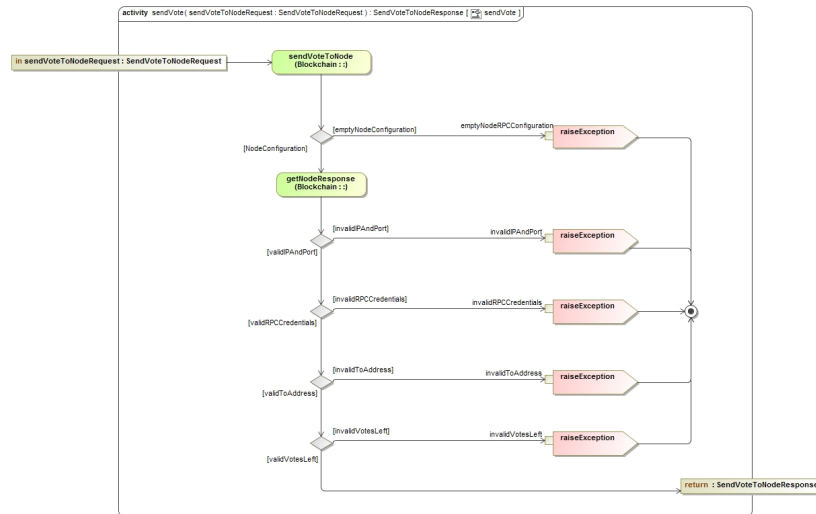 activity sendVote( sendVoteToNodeRequest : SendVoteToNodeRequest ) : SendVoteToNodeResponse [ sendVote ]
in sendVoteToNodeRequest : SendVoteToNodeRequest
sendVoteToNode
(Blockchain : : )
[emptyNodeConfiguration]
emptyNodeRPCConfiguration
raiseException
[NodeConfiguration]
getNodeResponse
(Blockchain : : )
[invalidIPAndPort]
invalidIPAndPort
raiseException
[validIPAndPort]
[invalidRPCCredentials]
invalidRPCCredentials
raiseException
[validRPCCredentials]
[invalidToAddress]
invalidToAddress
raiseException
[validToAddress]
[invalidVotesLeft]
invalidVotesLeft
raiseException
[validVotesLeft]
return : SendVoteToNodeResponse